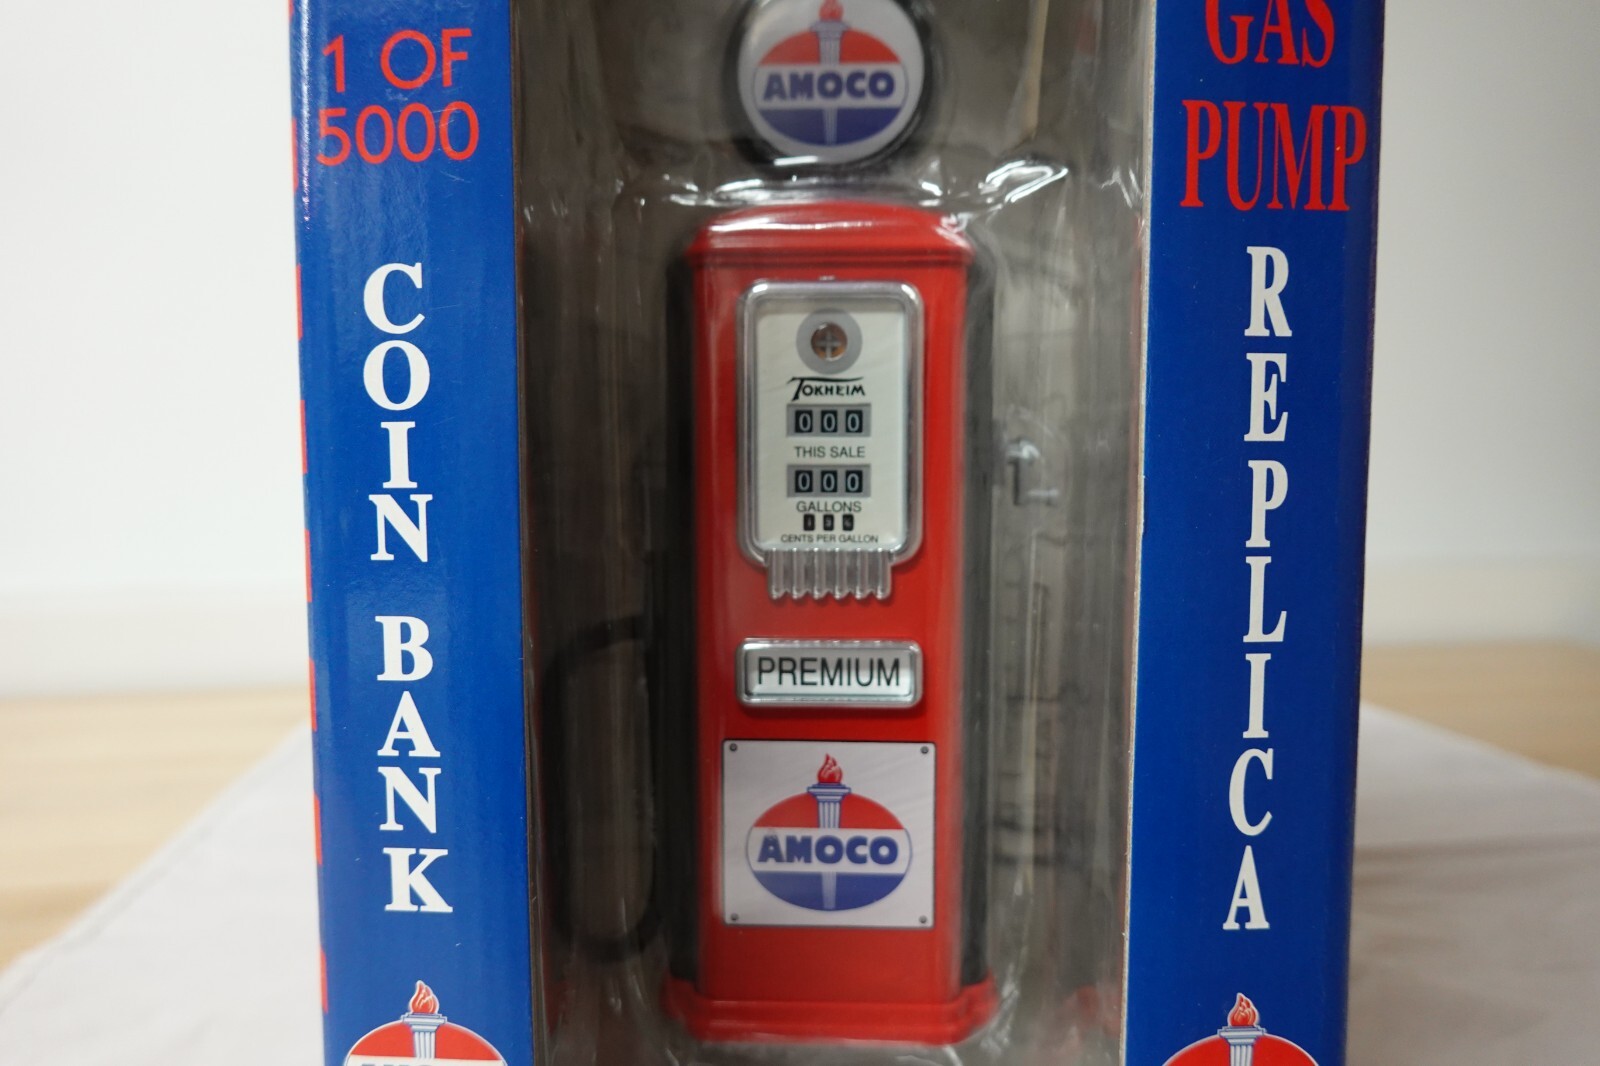 1 OF
5000
COIN
BANK
AMOCO
TOKHEIM
000
THIS SALE
000
GALLONS
CENTS PER GALLON
PREMIUM
AMOCO
GAS
PUMP
REPLICA